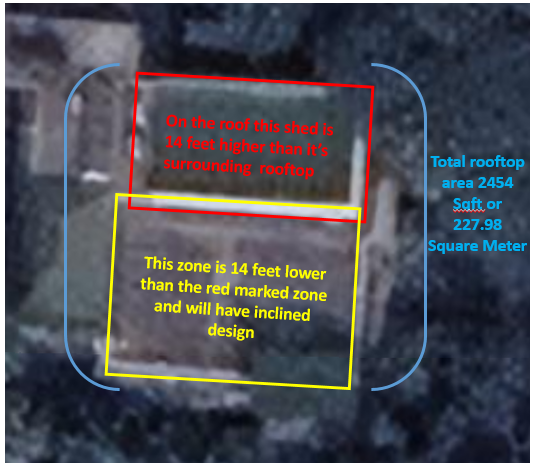 On the roof this shed is
14 feet higher than it's
surrounding rooftop
Total rooftop
area 2454
Sqft or
227.98
Square Meter
This zone is 14 feet lower
than the red marked zone
and will have inclined
design